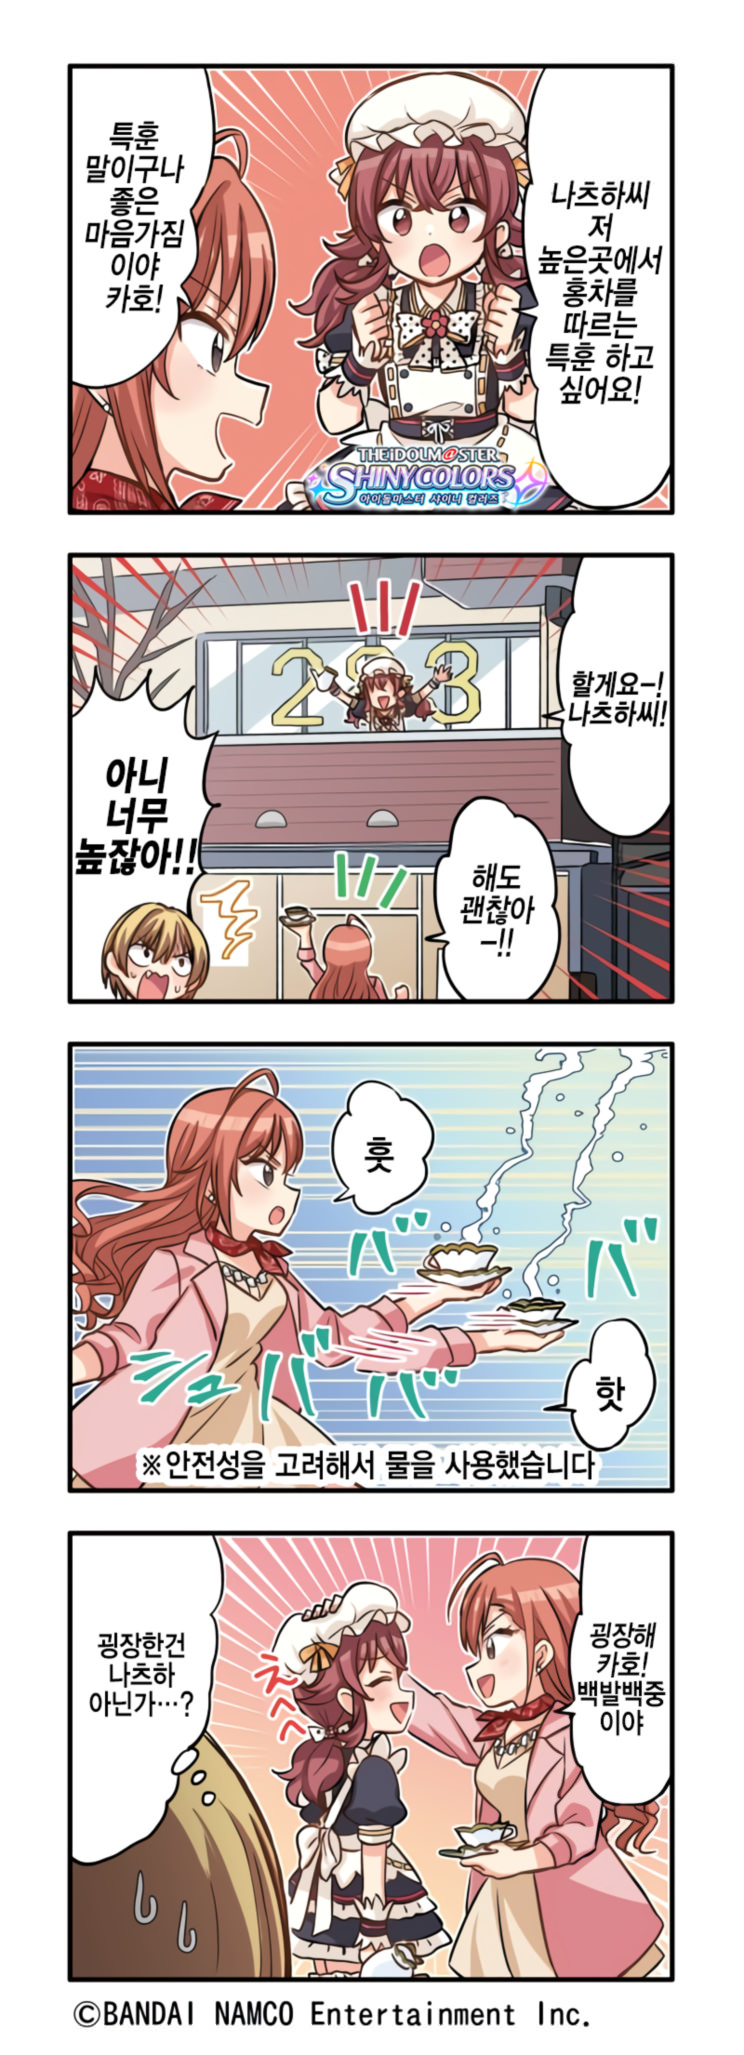 나츠하씨
저
높은곳에서
홍차를
따르는
특훈 하고
싶어요!
특훈
말이구나
좋은
마음가짐
이야
카호!
THE iDOLM@STER
SHINYCOLORS
아이돌마스터 샤이니 컬러즈
할게요-!
나츠하씨!
283
아니
너무
높잖아!!
해도
괜찮아
-!!
훗
バ
バ
シュバババ
핫
※안전성을 고려해서 물을 사용했습니다
굉장해
카호!
백발백중
이야
굉장한건
나츠하
아닌가…?
©BANDAI NAMCO Entertainment Inc.